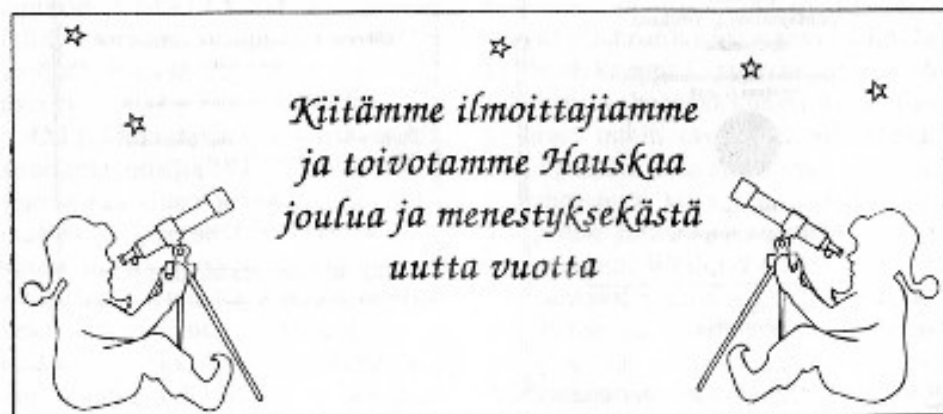 Kiitämme ilmoittajiamme
ja toivotamme Hauskaa
joulua ja menestyksekästä
uutta vuotta